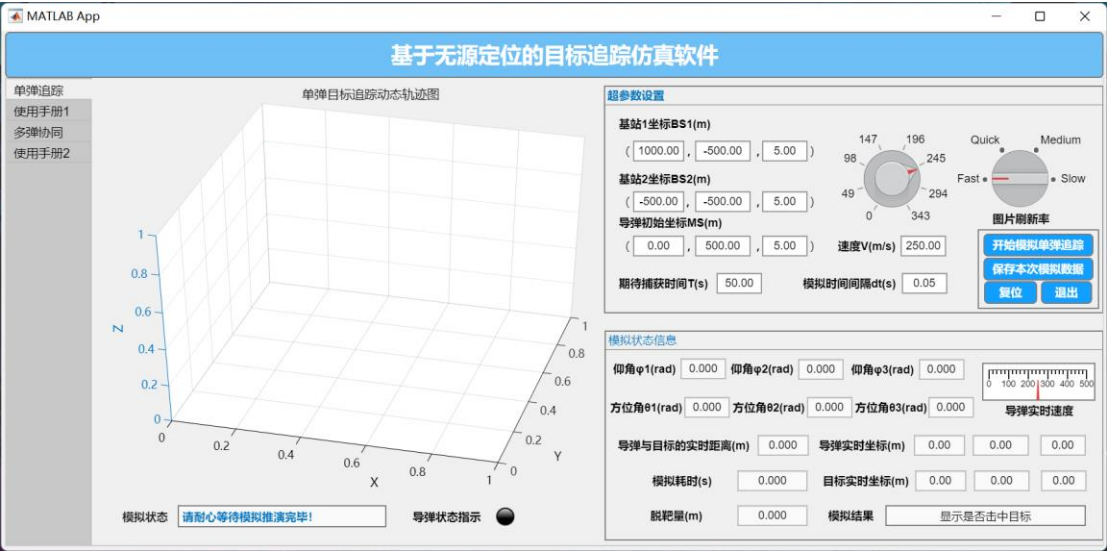 MATLAB App
基于无源定位的目标追踪仿真软件
单弹追踪
使用手册1
多弹协同
使用手册2
单弹目标追踪动态轨迹图
1
0.8
0.6
0.4
0.2
0
Z
0
0.2
0.4
0.6
0.8
1
X
0
0.2
0.4
0.6
0.8
1
Y
模拟状态 请耐心等待模拟推演完毕!
导弹状态指示
超参数设置
基站1坐标BS1(m)
( 1000.00 , -500.00 , 5.00 )
基站2坐标BS2(m)
( -500.00 , -500.00 , 5.00 )
导弹初始坐标MS(m)
( 0.00 , 500.00 , 5.00 )
期待捕获时间T(s) 50.00
0 49 98 147 196 245 294 343
速度V(m/s) 250.00
模拟时间间隔dt(s) 0.05
Quick Medium
Fast Slow
图片刷新率
开始模拟单弹追踪
保存本次模拟数据
复位 退出
模拟状态信息
仰角φ1(rad) 0.000 仰角φ2(rad) 0.000 仰角φ3(rad) 0.000
方位角θ1(rad) 0.000 方位角θ2(rad) 0.000 方位角θ3(rad) 0.000
0 100 200 300 400 500
导弹实时速度
导弹与目标的实时距离(m) 0.000 导弹实时坐标(m) 0.00 0.00 0.00
模拟耗时(s) 0.000 目标实时坐标(m) 0.00 0.00 0.00
脱靶量(m) 0.000 模拟结果 显示是否击中目标